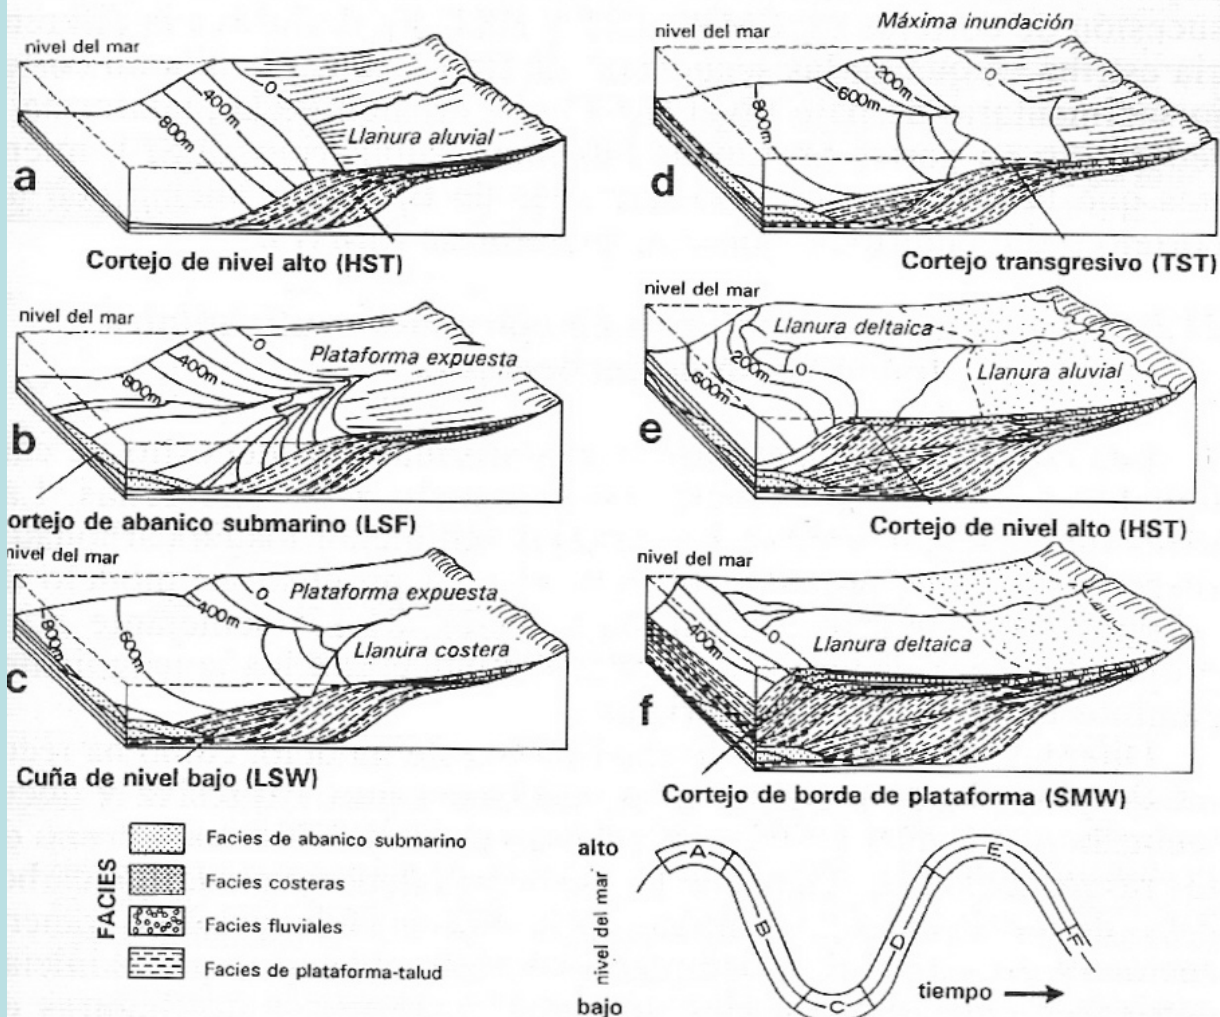 nivel del mar
800m
400m
0
Llanura aluvial
a
Cortejo de nivel alto (HST)
nivel del mar
800m
400m
0
Plataforma expuesta
b
ortejo de abanico submarino (LSF)
nivel del mar
800m
600m
400m
0
Plataforma expuesta
Llanura costera
c
Cuña de nivel bajo (LSW)
Máxima inundación
nivel del mar
800m
600m
200m
0
d
Cortejo transgresivo (TST)
nivel del mar
600m
200m
0
Llanura deltaica
Llanura aluvial
e
Cortejo de nivel alto (HST)
nivel del mar
400m
0
Llanura deltaica
f
Cortejo de borde de plataforma (SMW)
FACIES
Facies de abanico submarino
Facies costeras
Facies fluviales
Facies de plataforma-talud
alto
nivel del mar
bajo
A
B
C
D
E
F
tiempo